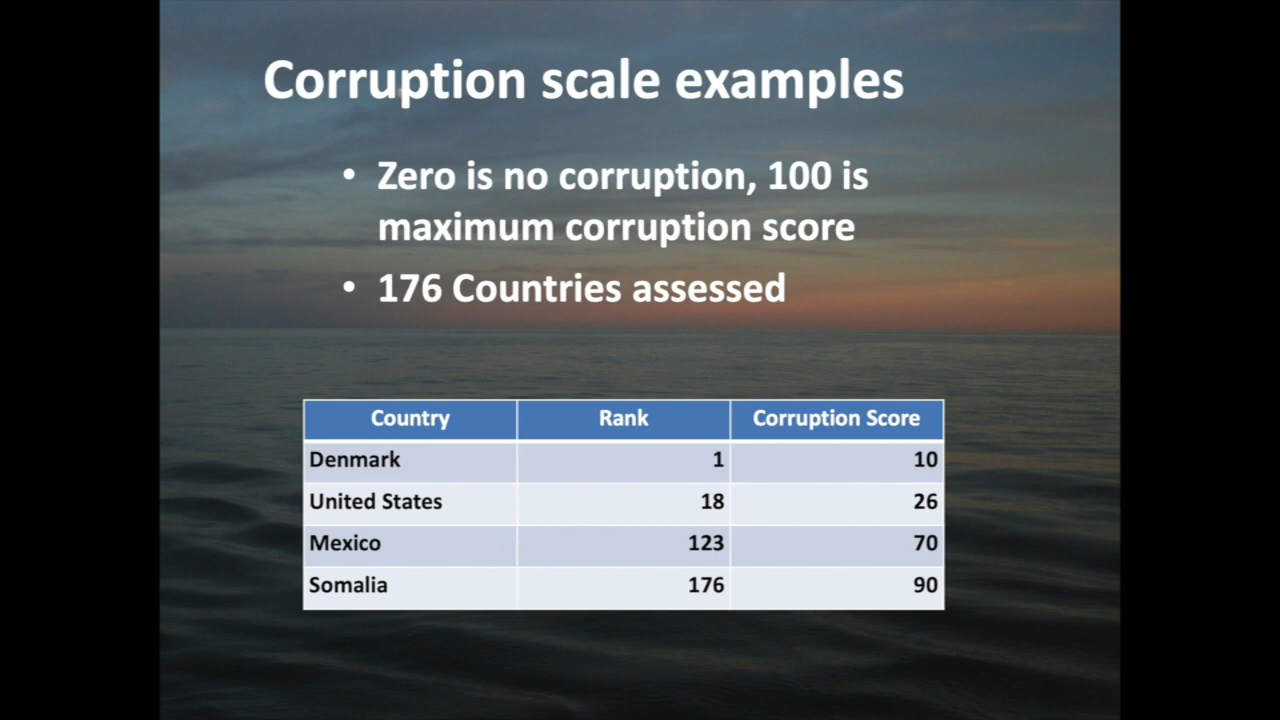 Corruption scale examples
• Zero is no corruption, 100 is
maximum corruption score
• 176 Countries assessed
Country Rank Corruption Score
Denmark 1 10
United States 18 26
Mexico 123 70
Somalia 176 90